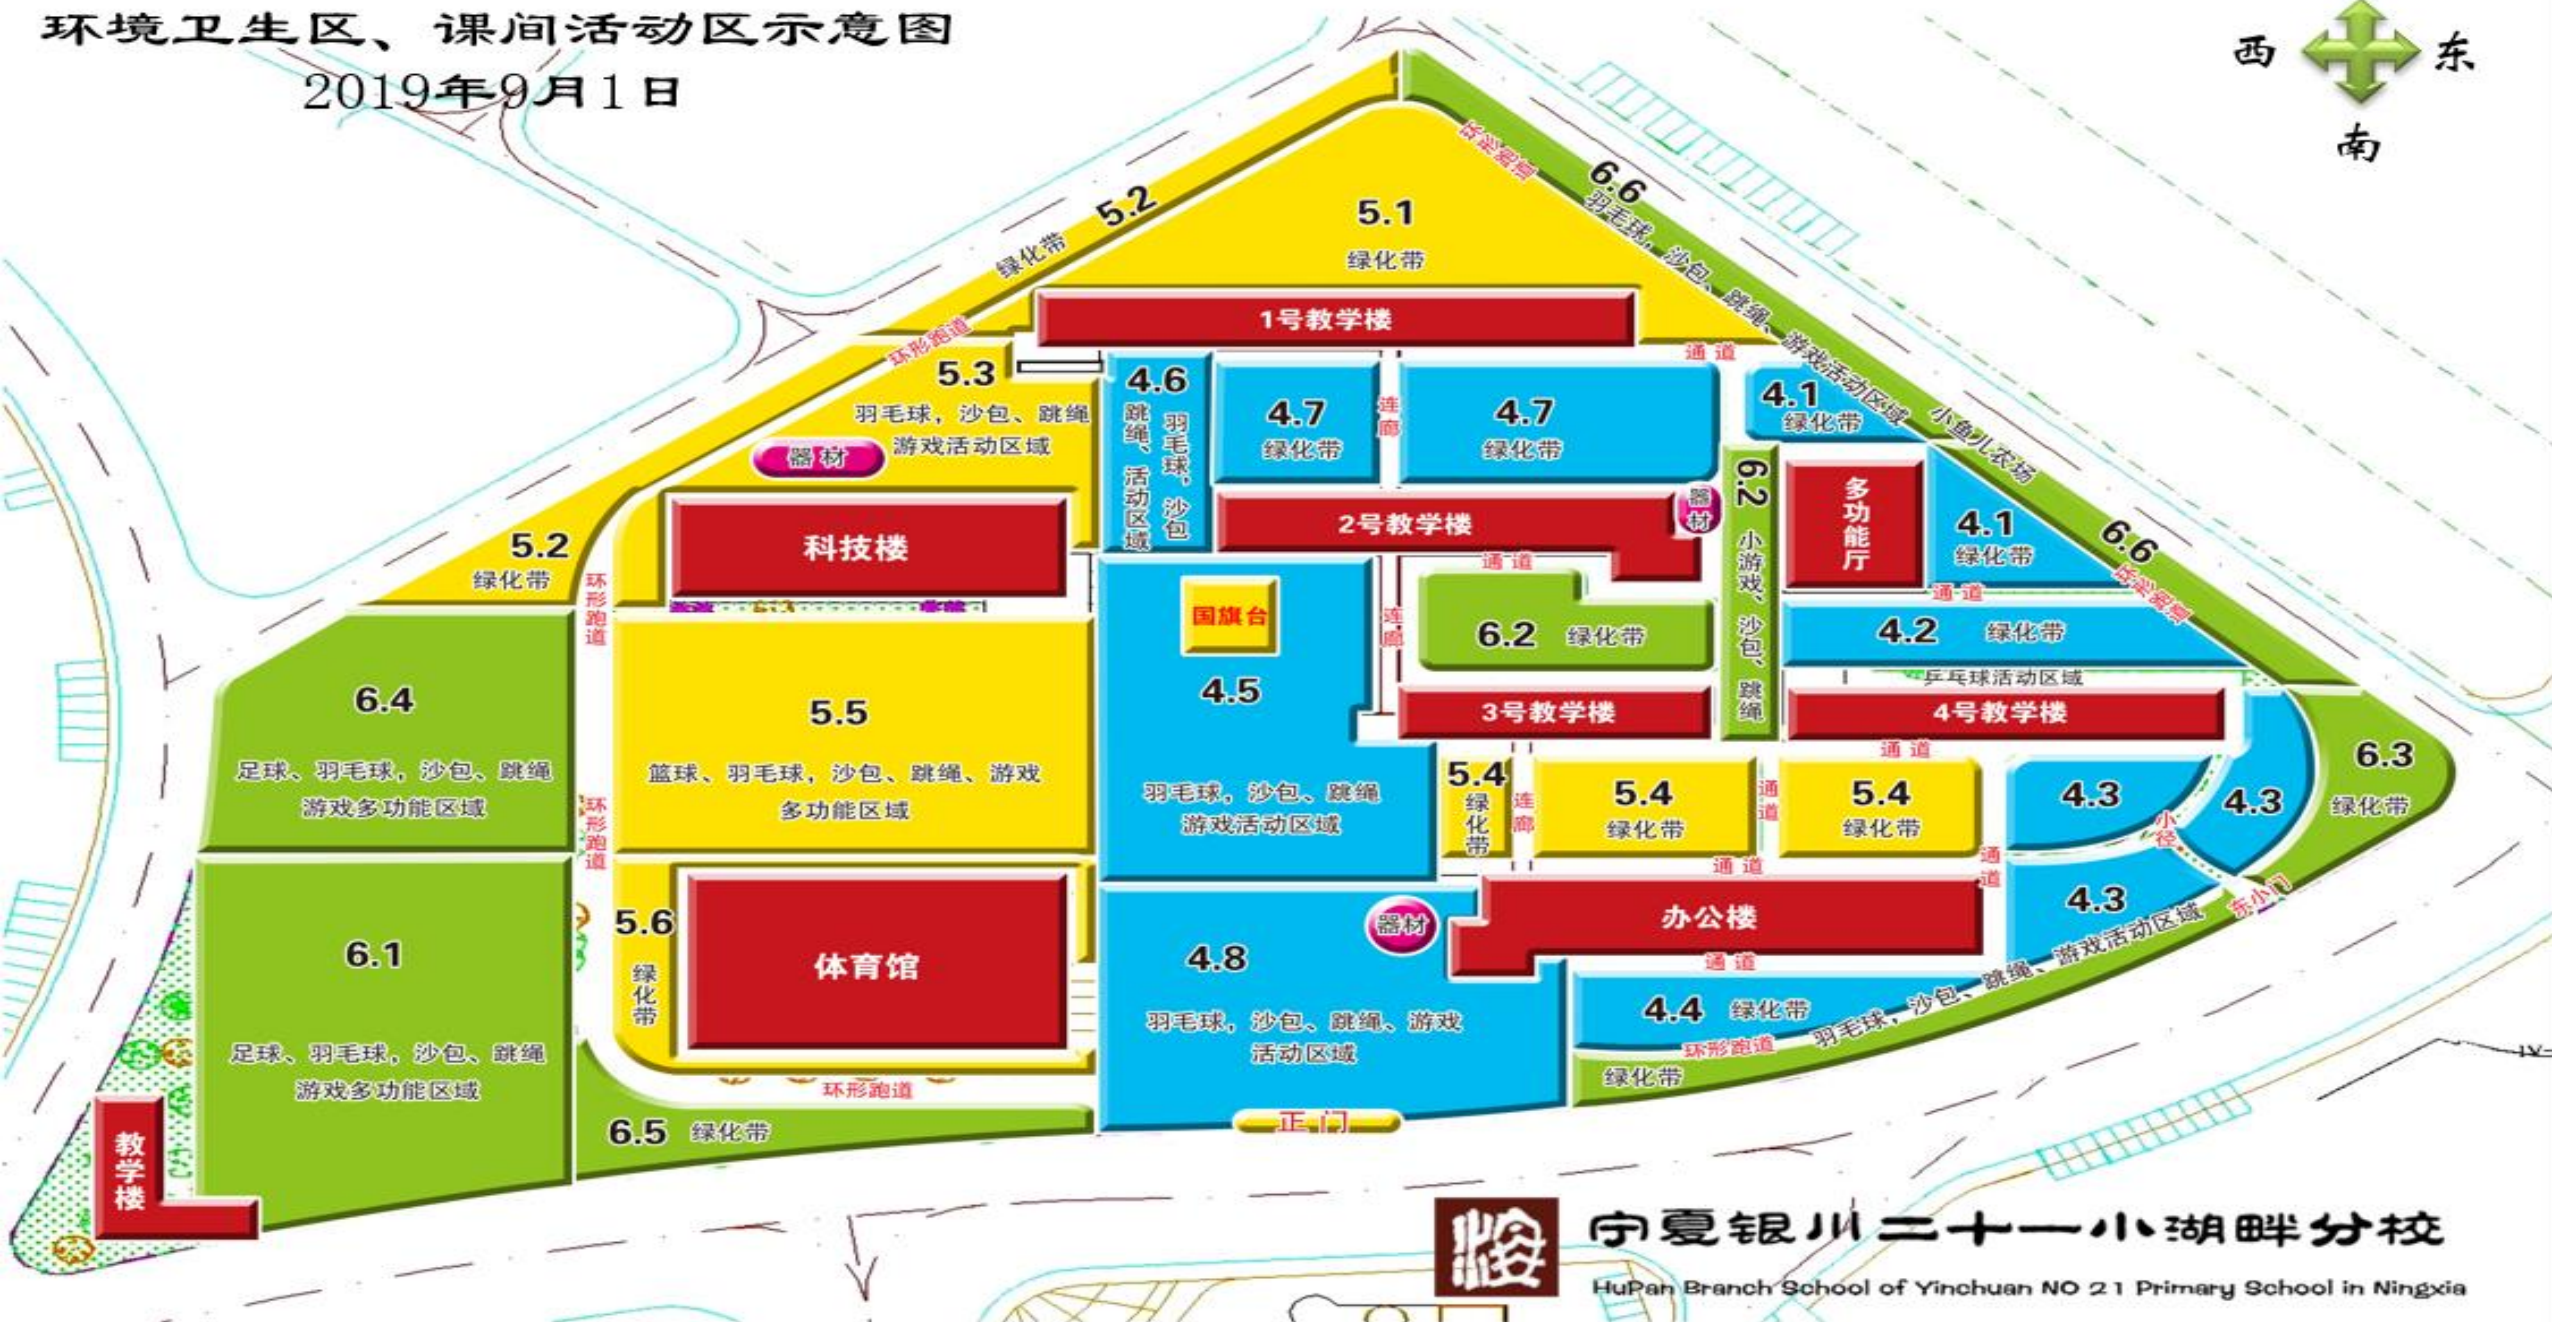 环境卫生区、课间活动区示意图
2019年9月1日
西
东
南
5.2
绿化带
5.1
绿化带
环形跑道
6.6
羽毛球，沙包、跳绳、游戏活动区域
小鱼儿农场
6.6
环形跑道
1号教学楼
通道
环形跑道
5.3
羽毛球，沙包、跳绳
游戏活动区域
器材
4.6
羽毛球，沙包
跳绳、活动区域
4.7
绿化带
连廊
4.7
绿化带
4.1
绿化带
5.2
绿化带
科技楼
2号教学楼
器材
6.2
小游戏、沙包、跳绳
多功能厅
4.1
绿化带
通道
通道
环形跑道
国旗台
连廊
6.2
绿化带
4.2
绿化带
乒乓球活动区域
6.4
足球、羽毛球，沙包、跳绳
游戏多功能区域
5.5
篮球、羽毛球，沙包、跳绳、游戏
多功能区域
4.5
羽毛球，沙包、跳绳
游戏活动区域
3号教学楼
4号教学楼
通道
6.3
绿化带
5.4
绿化带
连廊
5.4
绿化带
通道
5.4
绿化带
4.3
4.3
小径
环形跑道
通道
通道
6.1
足球、羽毛球，沙包、跳绳
游戏多功能区域
5.6
绿化带
体育馆
4.8
羽毛球，沙包、跳绳、游戏
活动区域
器材
办公楼
4.3
东小门
通道
4.4
绿化带
羽毛球，沙包、跳绳、游戏活动区域
环形跑道
绿化带
环形跑道
6.5
绿化带
正门
教学楼
宁夏银川二十一小湖畔分校
HuPan Branch School of Yinchuan NO 21 Primary School in Ningxia